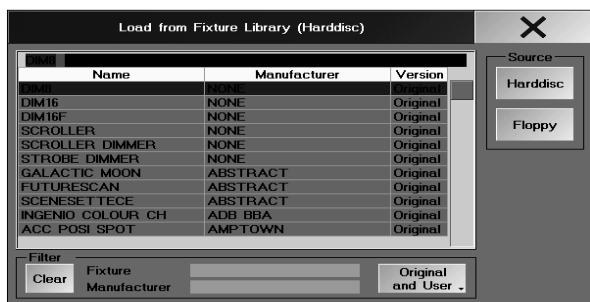 Load from Fixture Library (Harddisc)
DIM8
Name Manufacturer Version
DIM8 NONE Original
DIM16 NONE Original
DIM16F NONE Original
SCROLLER NONE Original
SCROLLER DIMMER NONE Original
STROBE DIMMER NONE Original
GALACTIC MOON ABSTRACT Original
FUTURESCAN ABSTRACT Original
SCENESETTECE ABSTRACT Original
INGENIO COLOUR CH ADB BBA Original
ACC POSI SPOT AMPTOWN Original
Source
Harddisc
Floppy
Filter
Clear
Fixture
Manufacturer
Original
and User